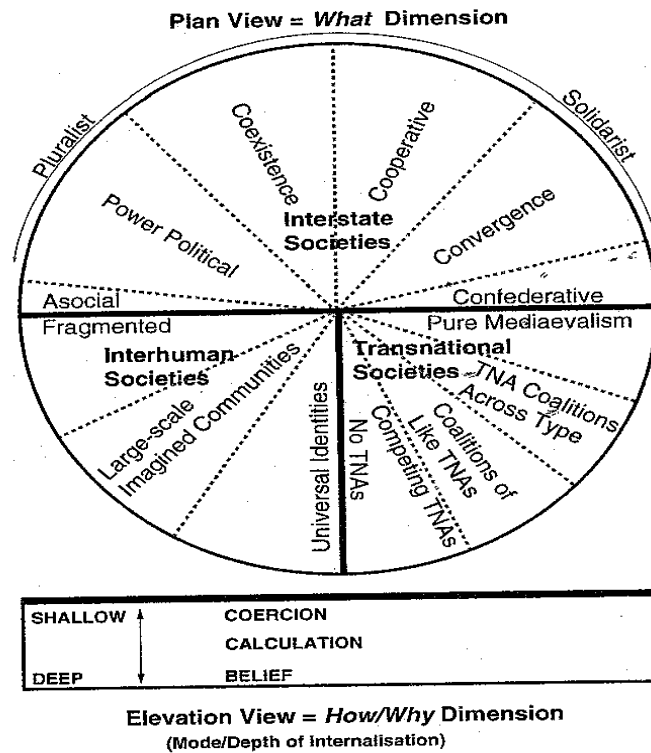 Plan View = What Dimension
Pluralist
Coexistence
Cooperative
Solidarist
Power Political
Interstate
Societies
Convergence
Asocial
Confederative
Fragmented
Pure Mediaevalism
Interhuman
Societies
Transnational
Societies
Large-scale
Imagined Communities
Universal Identities
No TNAs
Competing TNAs
Coalitions of
Like TNAs
TNA Coalitions
Across Type
SHALLOW
COERCION
CALCULATION
DEEP
BELIEF
Elevation View = How/Why Dimension
(Mode/Depth of Internalisation)